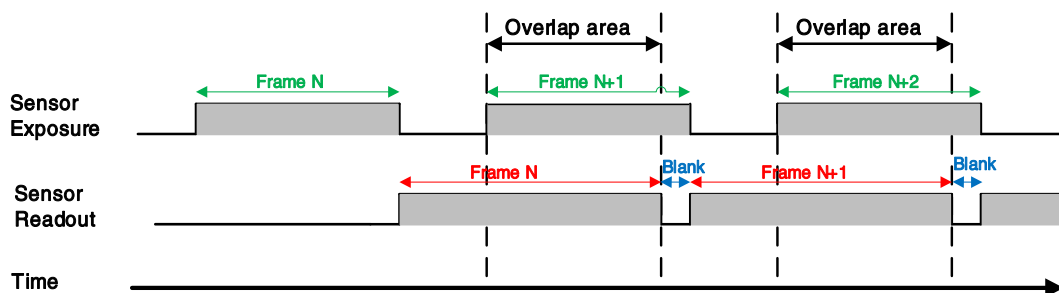 Overlap area Overlap area
Frame N Frame N+1 Frame N+2
Sensor
Exposure
Frame N Blank Frame N+1 Blank
Sensor
Readout
Time